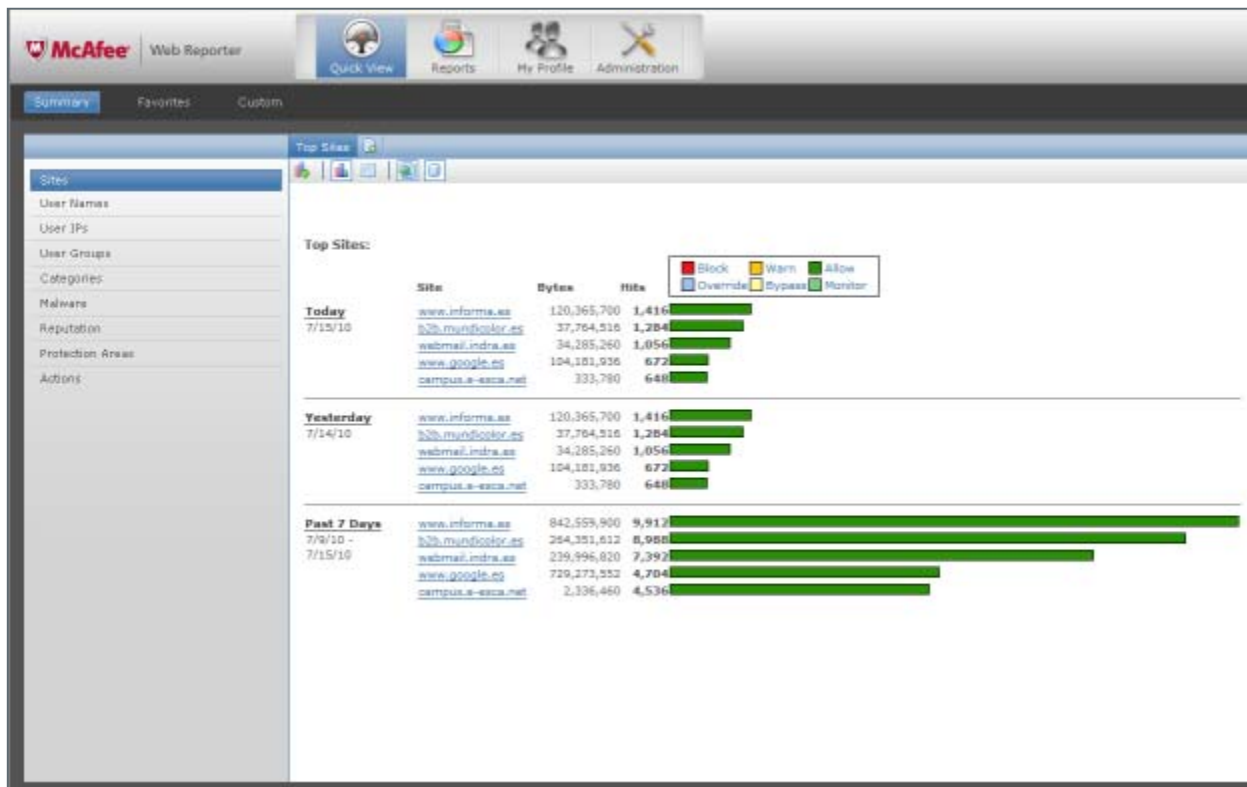 McAfee Web Reporter
Quick View Reports My Profile Administration
Summary Favorites Custom
Top Sites
Sites
User Names
User IPs
User Groups
Categories
Malware
Reputation
Protection Areas
Actions
Top Sites:
Block Warn Allow
Override Bypass Monitor
Site Bytes Hits
Today www.informa.es 120,365,700 1,416
7/15/10 b2b.mundicolor.es 37,764,516 1,284
webmail.indra.es 34,285,260 1,056
www.google.es 104,181,936 672
campus.e-esca.net 333,780 648
Yesterday www.informa.es 120,365,700 1,416
7/14/10 b2b.mundicolor.es 37,764,516 1,284
webmail.indra.es 34,285,260 1,056
www.google.es 104,181,936 672
campus.e-esca.net 333,780 648
Past 7 Days www.informa.es 842,559,900 9,912
7/9/10 - b2b.mundicolor.es 264,351,612 8,988
7/15/10 webmail.indra.es 239,996,820 7,392
www.google.es 729,273,552 4,704
campus.e-esca.net 2,336,460 4,536